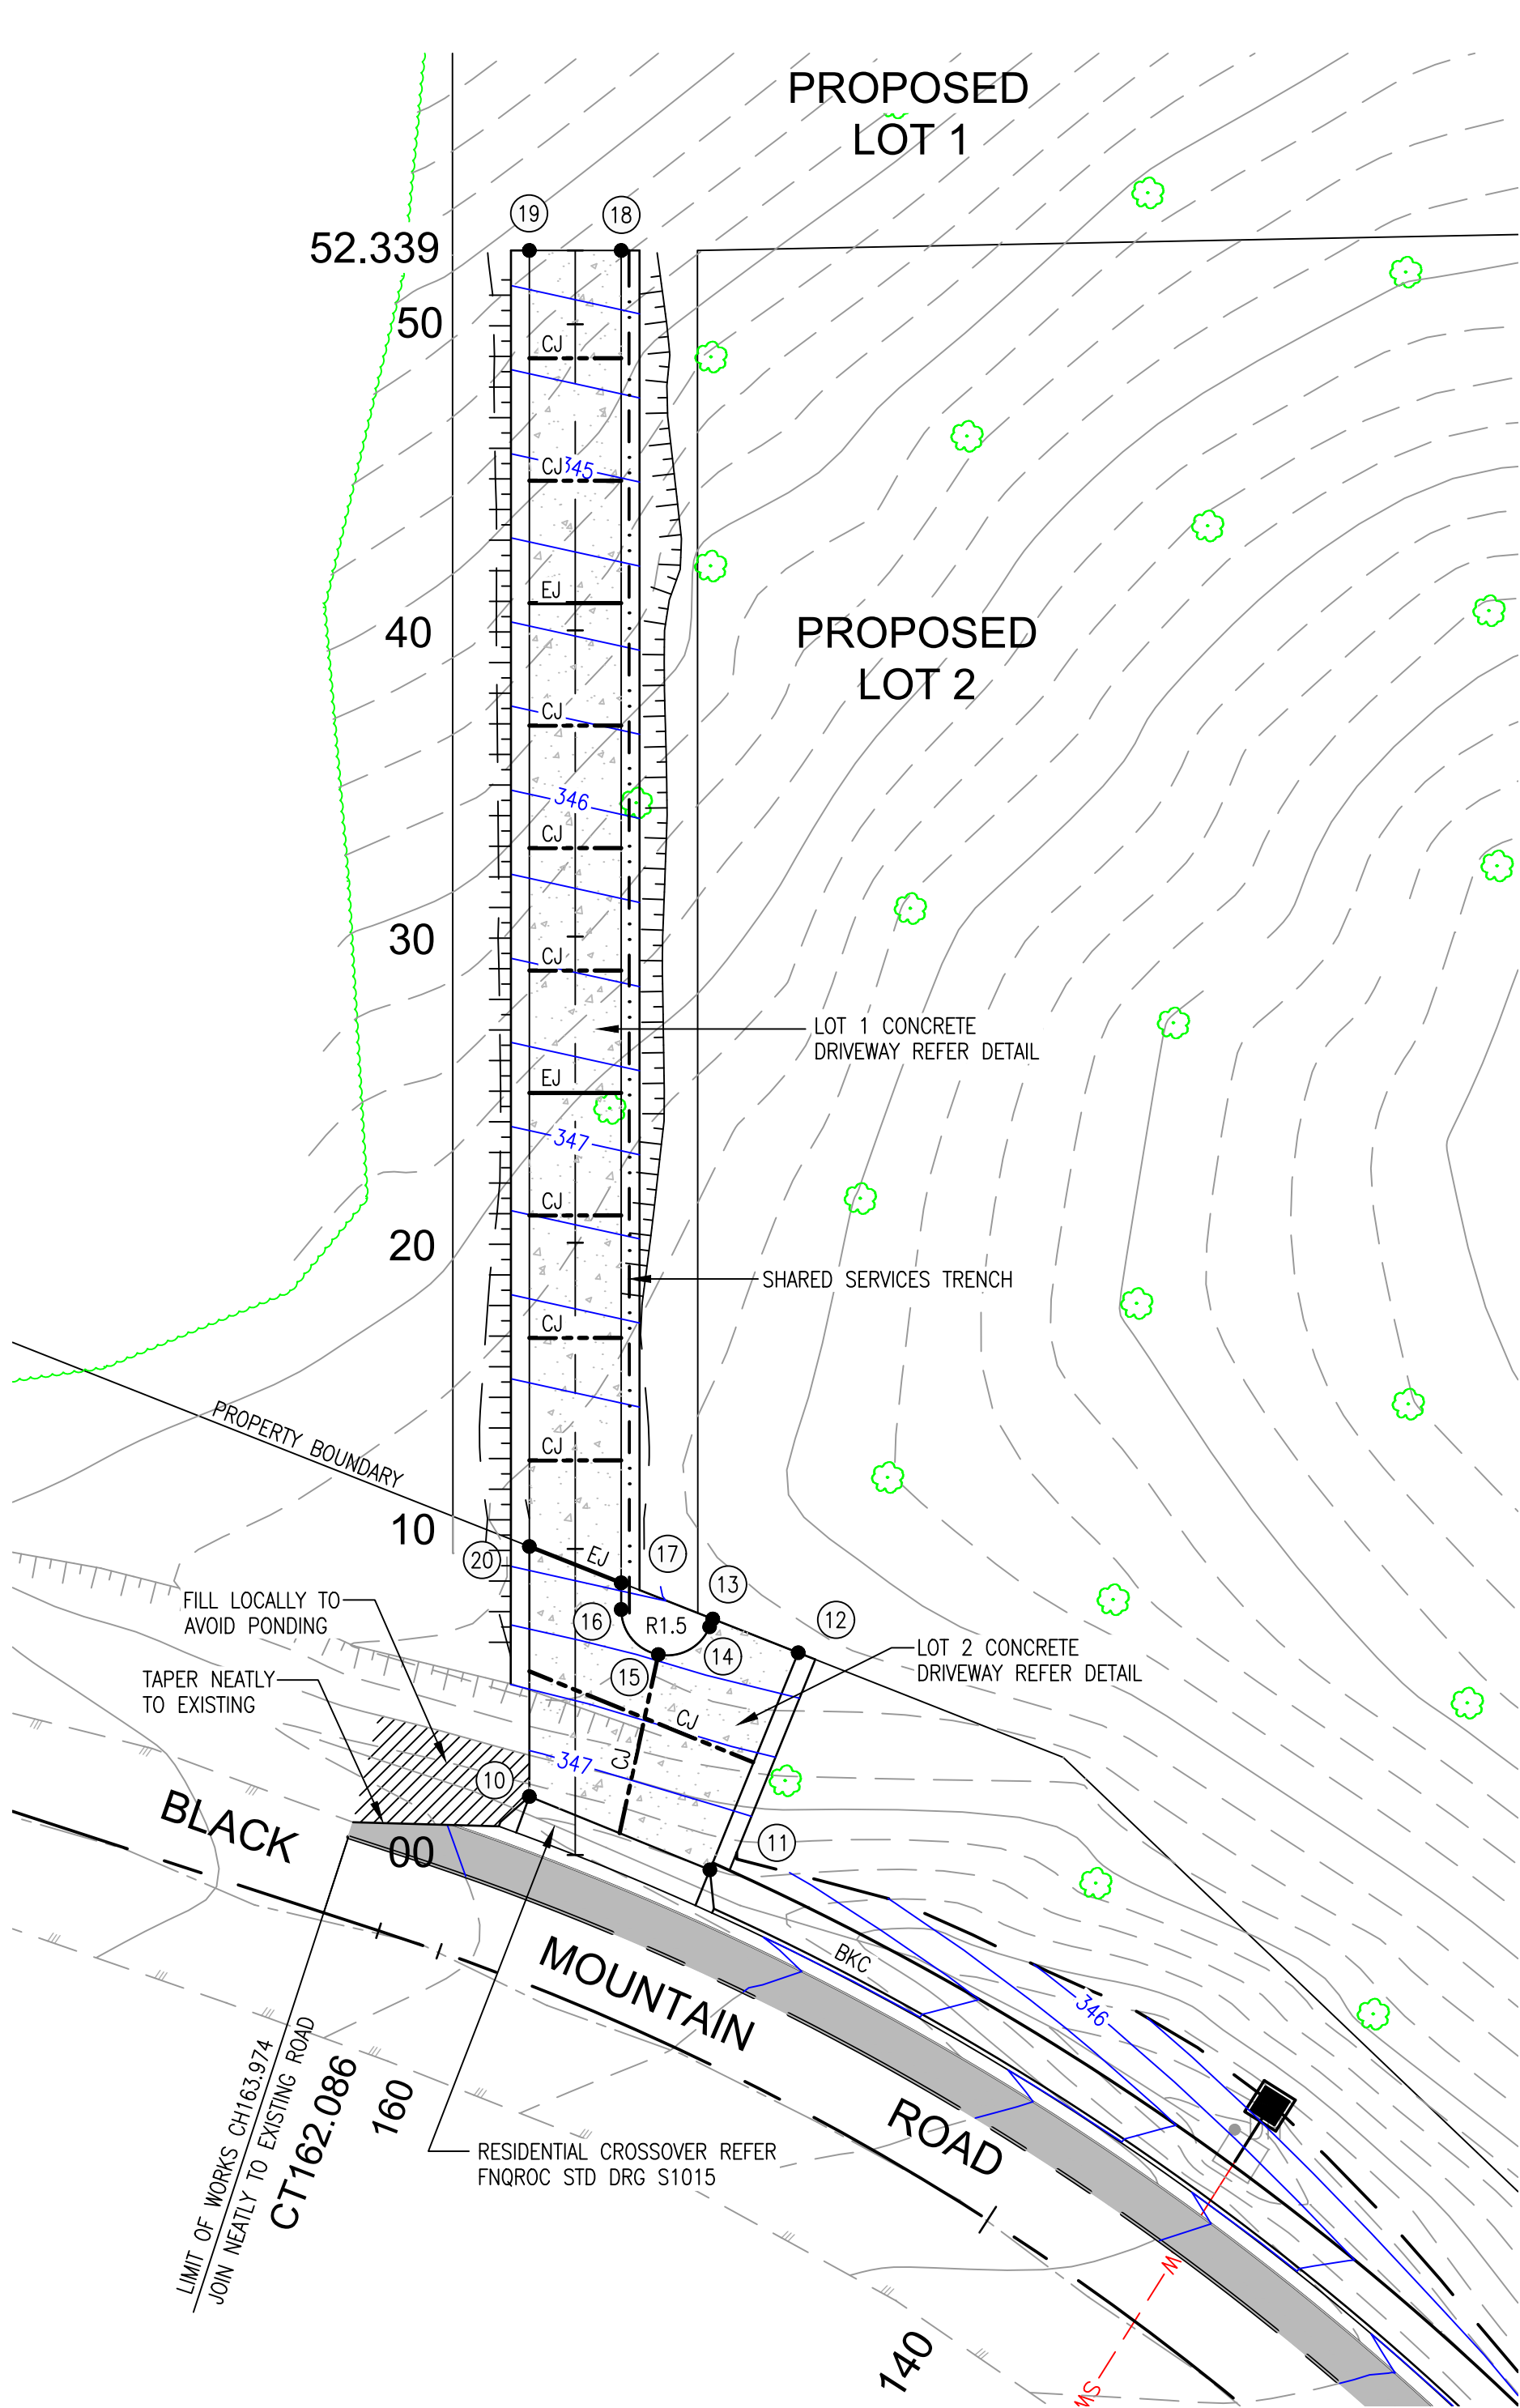 PROPOSED
LOT 1
19
18
52.339
50
CJ
CJ
345
EJ
40
PROPOSED
LOT 2
CJ
346
CJ
30
CJ
LOT 1 CONCRETE
DRIVEWAY REFER DETAIL
EJ
347
CJ
20
SHARED SERVICES TRENCH
CJ
PROPERTY BOUNDARY
CJ
10
20
EJ
17
13
16
R1.5
12
FILL LOCALLY TO
AVOID PONDING
14
15
LOT 2 CONCRETE
DRIVEWAY REFER DETAIL
TAPER NEATLY
TO EXISTING
CJ
CJ
347
10
11
00
BLACK
MOUNTAIN
ROAD
BKC
346
LIMIT OF WORKS CH163.974
JOIN NEATLY TO EXISTING ROAD
CT162.086
160
RESIDENTIAL CROSSOVER REFER
FNQROC STD DRG S1015
W
SW
140